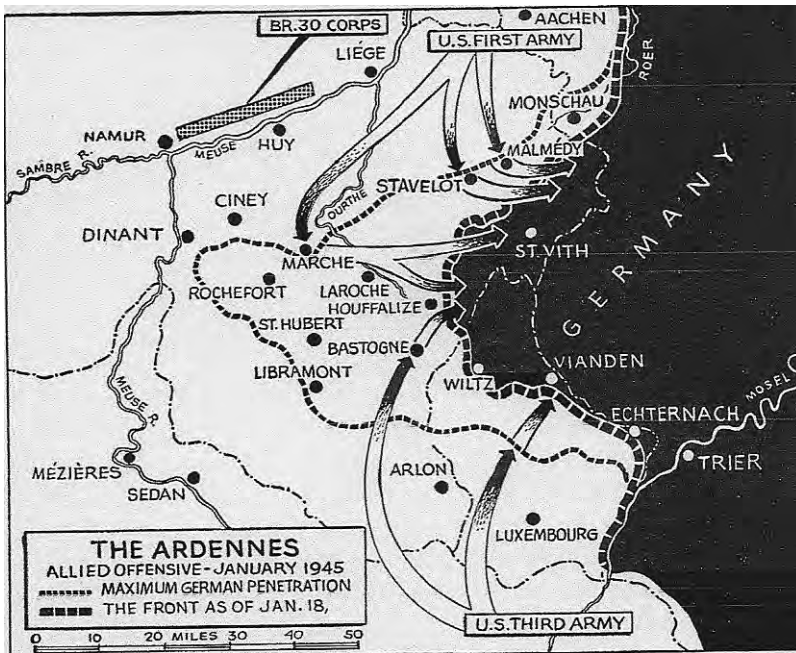 BR.30 CORPS
AACHEN
U.S.FIRST ARMY
ROER
LIÉGE
MONSCHAU
NAMUR
HUY
MEUSE
MALMÉDY
SAMBRE R.
STAVELOT
GERMANY
CINEY
OURTHE
DINANT
ST.VITH
MARCHE
ROCHEFORT
LAROCHE
HOUFFALIZE
ST.HUBERT
BASTOGNE
VIANDEN
LIBRAMONT
WILTZ
MOSEL
MEUSE R.
ECHTERNACH
MÉZIÈRES
TRIER
SEDAN
ARLON
LUXEMBOURG
THE ARDENNES
ALLIED OFFENSIVE-JANUARY 1945
MAXIMUM GERMAN PENETRATION
THE FRONT AS OF JAN. 18,
U.S.THIRD ARMY
0 10 20 MILES 30 40 50